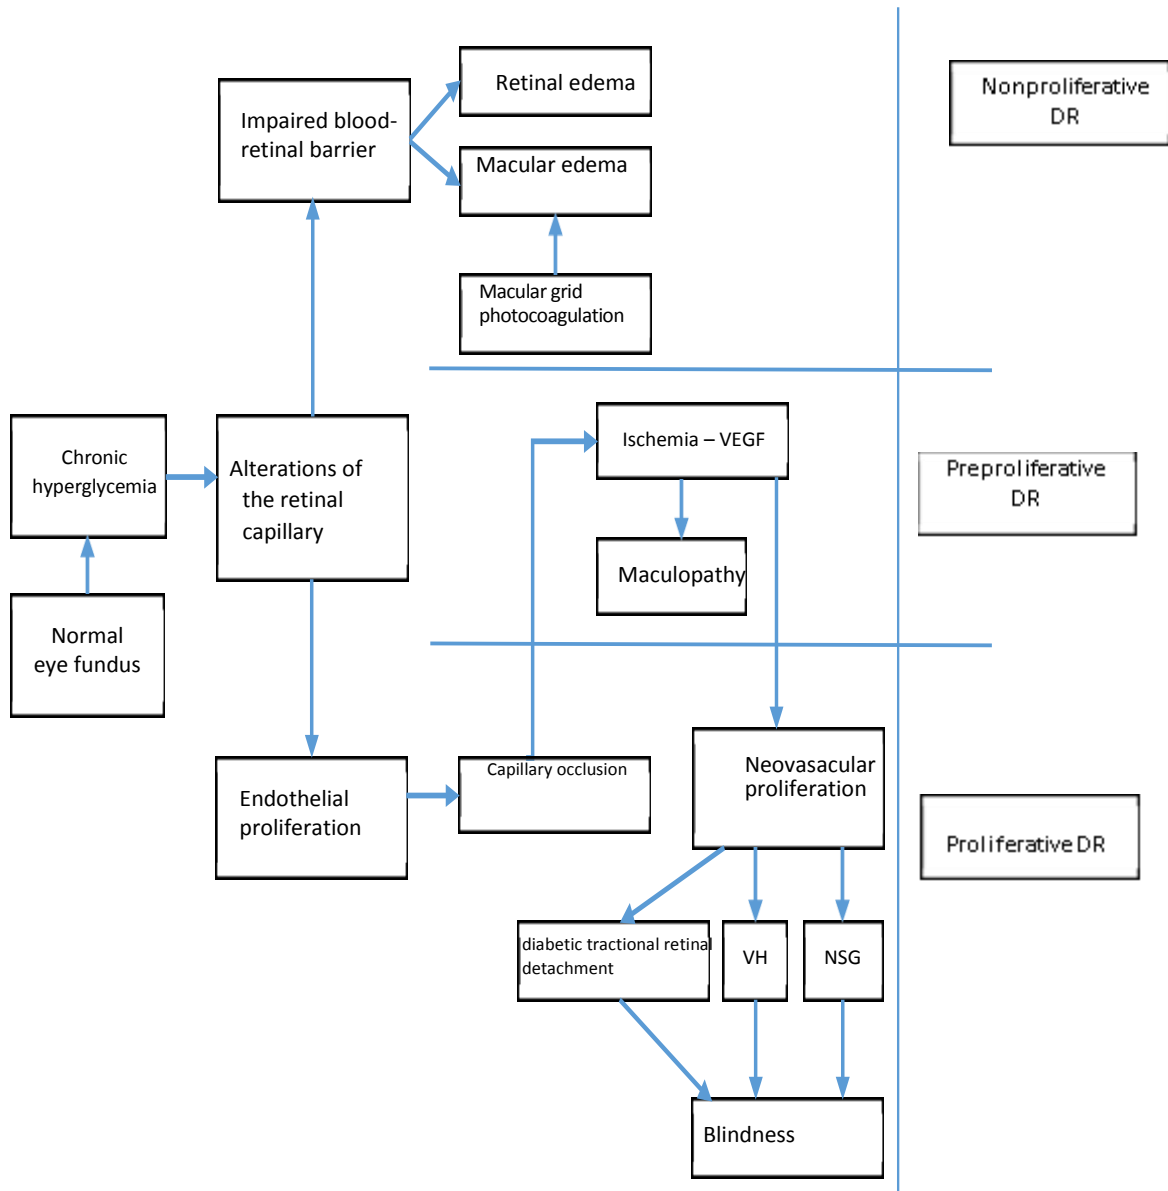 Retinal edema
Nonproliferative
DR
Impaired blood-
retinal barrier
Macular edema
Macular grid
photocoagulation
Ischemia – VEGF
Chronic
hyperglycemia
Alterations of
the retinal
capillary
Preproliferative
DR
Maculopathy
Normal
eye fundus
Capillary occlusion
Neovasacular
proliferation
Endothelial
proliferation
Proliferative DR
diabetic tractional retinal
detachment
VH
NSG
Blindness